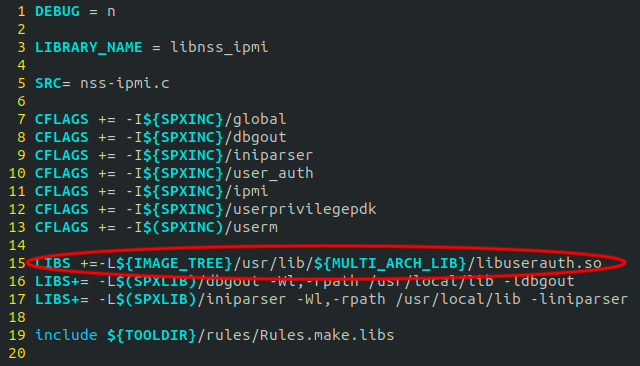 1 DEBUG = n
2
3 LIBRARY_NAME = libnss_ipmi
4
5 SRC= nss-ipmi.c
6
7 CFLAGS += -I${SPXINC}/global
8 CFLAGS += -I${SPXINC}/dbgout
9 CFLAGS += -I${SPXINC}/iniparser
10 CFLAGS += -I${SPXINC}/user_auth
11 CFLAGS += -I${SPXINC}/ipmi
12 CFLAGS += -I${SPXINC}/userprivilegepdk
13 CFLAGS += -I$(SPXINC)/userm
14
15 LIBS +=-L${IMAGE_TREE}/usr/lib/${MULTI_ARCH_LIB}/libuserauth.so
16 LIBS+= -L$(SPXLIB)/dbgout -Wl,-rpath /usr/local/lib -ldbgout
17 LIBS+= -L$(SPXLIB)/iniparser -Wl,-rpath /usr/local/lib -liniparser
18
19 include ${TOOLDIR}/rules/Rules.make.libs
20